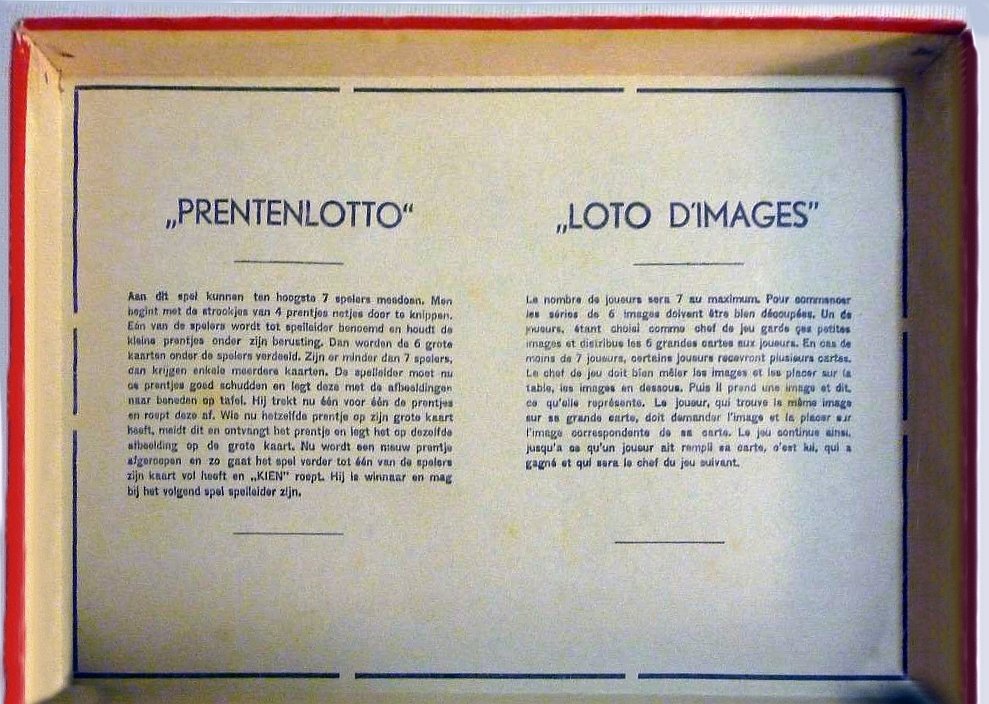 „PRENTENLOTTO“
Aan dit spel kunnen ten hoogste 7 spelers meedoen. Men
begint met de strookjes van 4 prentjes netjes door te knippen.
Eén van de spelers wordt tot spelleider benoemd en houdt de
kleine prentjes onder zijn berusting. Dan worden de 6 grote
kaarten onder de spelers verdeeld. Zijn er minder dan 7 spelers,
dan krijgen enkele meerdere kaarten. De spelleider moet nu
de prentjes goed schudden en legt deze met de afbeeldingen
naar beneden op tafel. Hij trekt nu één voor één de prentjes
en roept deze af. Wie nu hetzelfde prentje op zijn grote kaart
heeft, meldt dit en ontvangt het prentje en legt het op dezelfde
afbeelding op de grote kaart. Nu wordt een nieuw prentje
afgeroepen en zo gaat het spel verder tot één van de spelers
zijn kaart vol heeft en „KIEN” roept. Hij is winnaar en mag
bij het volgend spel spelleider zijn.
„LOTO D'IMAGES”
Le nombre de joueurs sera 7 au maximum. Pour commencer
les séries de 6 images doivent être bien découpées. Un de
joueurs, étant choisi comme chef de jeu garde ces petites
images et distribue les 6 grandes cartes aux joueurs. En cas de
moins de 7 joueurs, certains joueurs recevront plusieurs cartes.
Le chef de jeu doit bien mêler les images et les placer sur la
table, les images en dessous. Puis il prend une image et dit,
ce qu'elle représente. Le joueur, qui trouve la même image
sur sa grande carte, doit demander l'image et la placer sur
l'image correspondente de sa carte. Le jeu continue ainsi,
jusqu'a ce qu'un joueur ait rempli sa carte, c'est lui, qui a
gagné et qui sera le chef du jeu suivant.